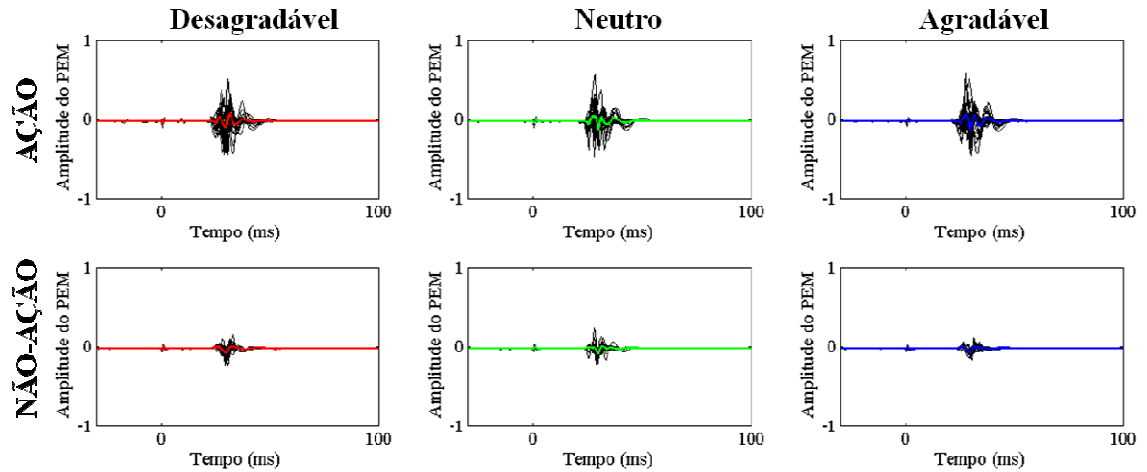 Desagradável Neutro Agradável
AÇÃO
Amplitude do PEM
1
0
-1
0 100
Tempo (ms)
Amplitude do PEM
1
0
-1
0 100
Tempo (ms)
Amplitude do PEM
1
0
-1
0 100
Tempo (ms)
NÃO-AÇÃO
Amplitude do PEM
1
0
-1
0 100
Tempo (ms)
Amplitude do PEM
1
0
-1
0 100
Tempo (ms)
Amplitude do PEM
1
0
-1
0 100
Tempo (ms)